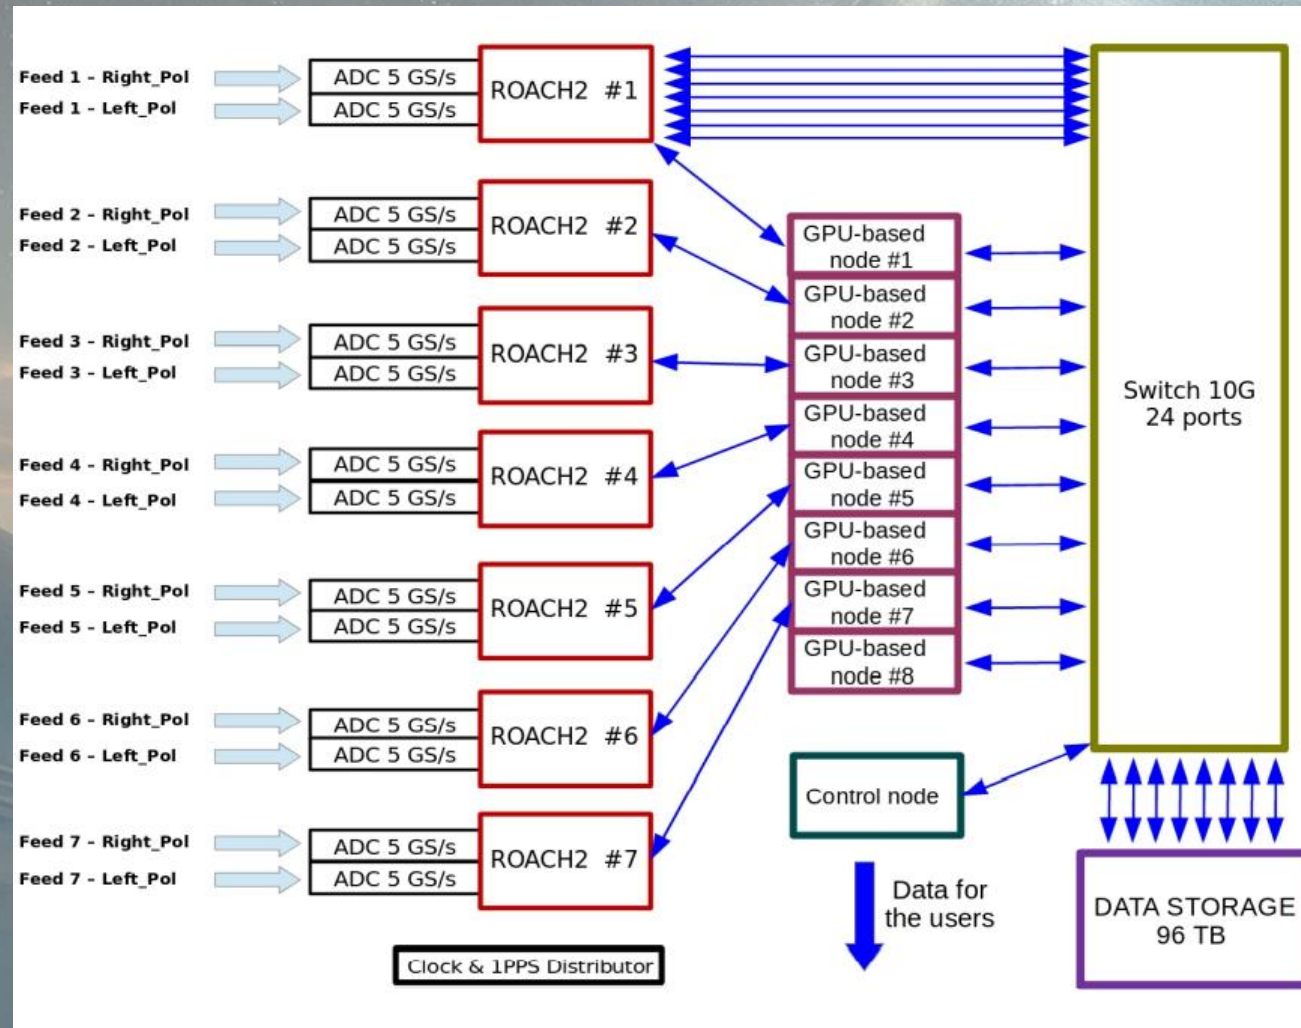 Feed 1 – Right_Pol
Feed 1 – Left_Pol
ADC 5 GS/s
ADC 5 GS/s
ROACH2 #1
Feed 2 – Right_Pol
Feed 2 – Left_Pol
ADC 5 GS/s
ADC 5 GS/s
ROACH2 #2
Feed 3 – Right_Pol
Feed 3 – Left_Pol
ADC 5 GS/s
ADC 5 GS/s
ROACH2 #3
Feed 4 – Right_Pol
Feed 4 – Left_Pol
ADC 5 GS/s
ADC 5 GS/s
ROACH2 #4
Feed 5 – Right_Pol
Feed 5 – Left_Pol
ADC 5 GS/s
ADC 5 GS/s
ROACH2 #5
Feed 6 – Right_Pol
Feed 6 – Left_Pol
ADC 5 GS/s
ADC 5 GS/s
ROACH2 #6
Feed 7 – Right_Pol
Feed 7 – Left_Pol
ADC 5 GS/s
ADC 5 GS/s
ROACH2 #7
Clock & 1PPS Distributor
GPU-based
node #1
GPU-based
node #2
GPU-based
node #3
GPU-based
node #4
GPU-based
node #5
GPU-based
node #6
GPU-based
node #7
GPU-based
node #8
Control node
Data for
the users
Switch 10G
24 ports
DATA STORAGE
96 TB